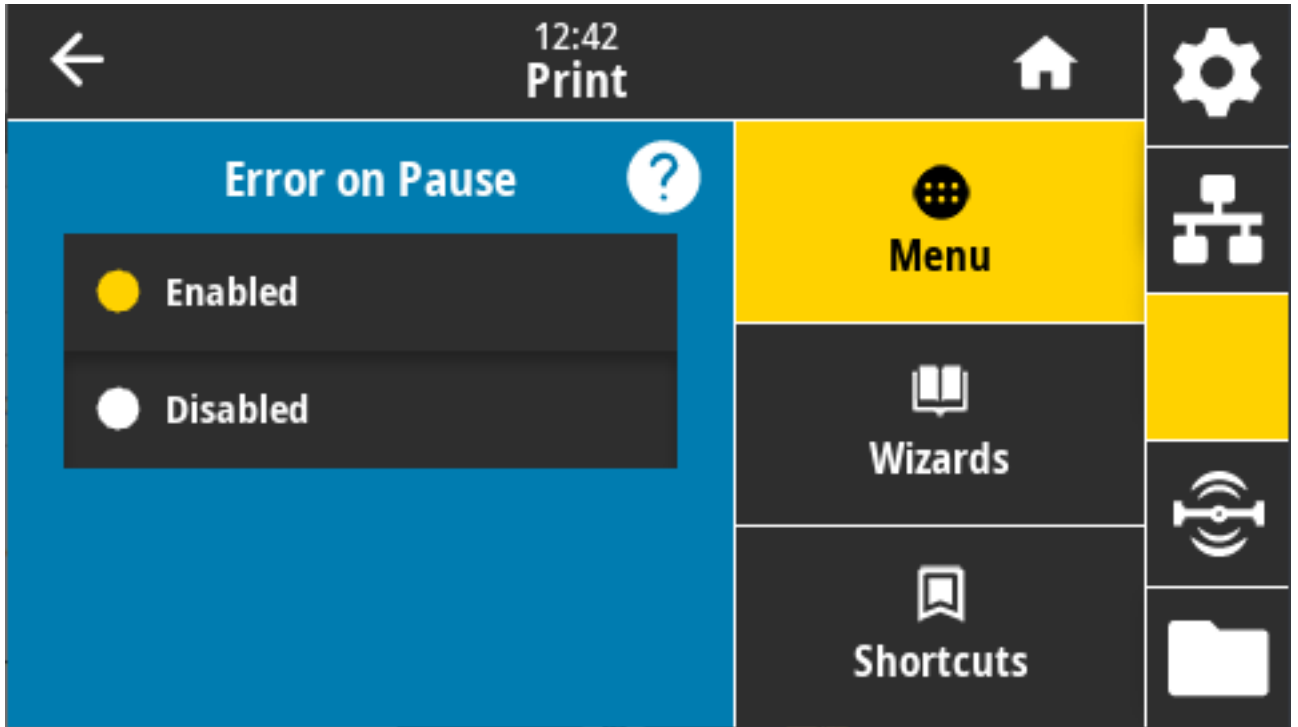 12:42
Print
Error on Pause
?
Enabled
Disabled
Menu
Wizards
Shortcuts